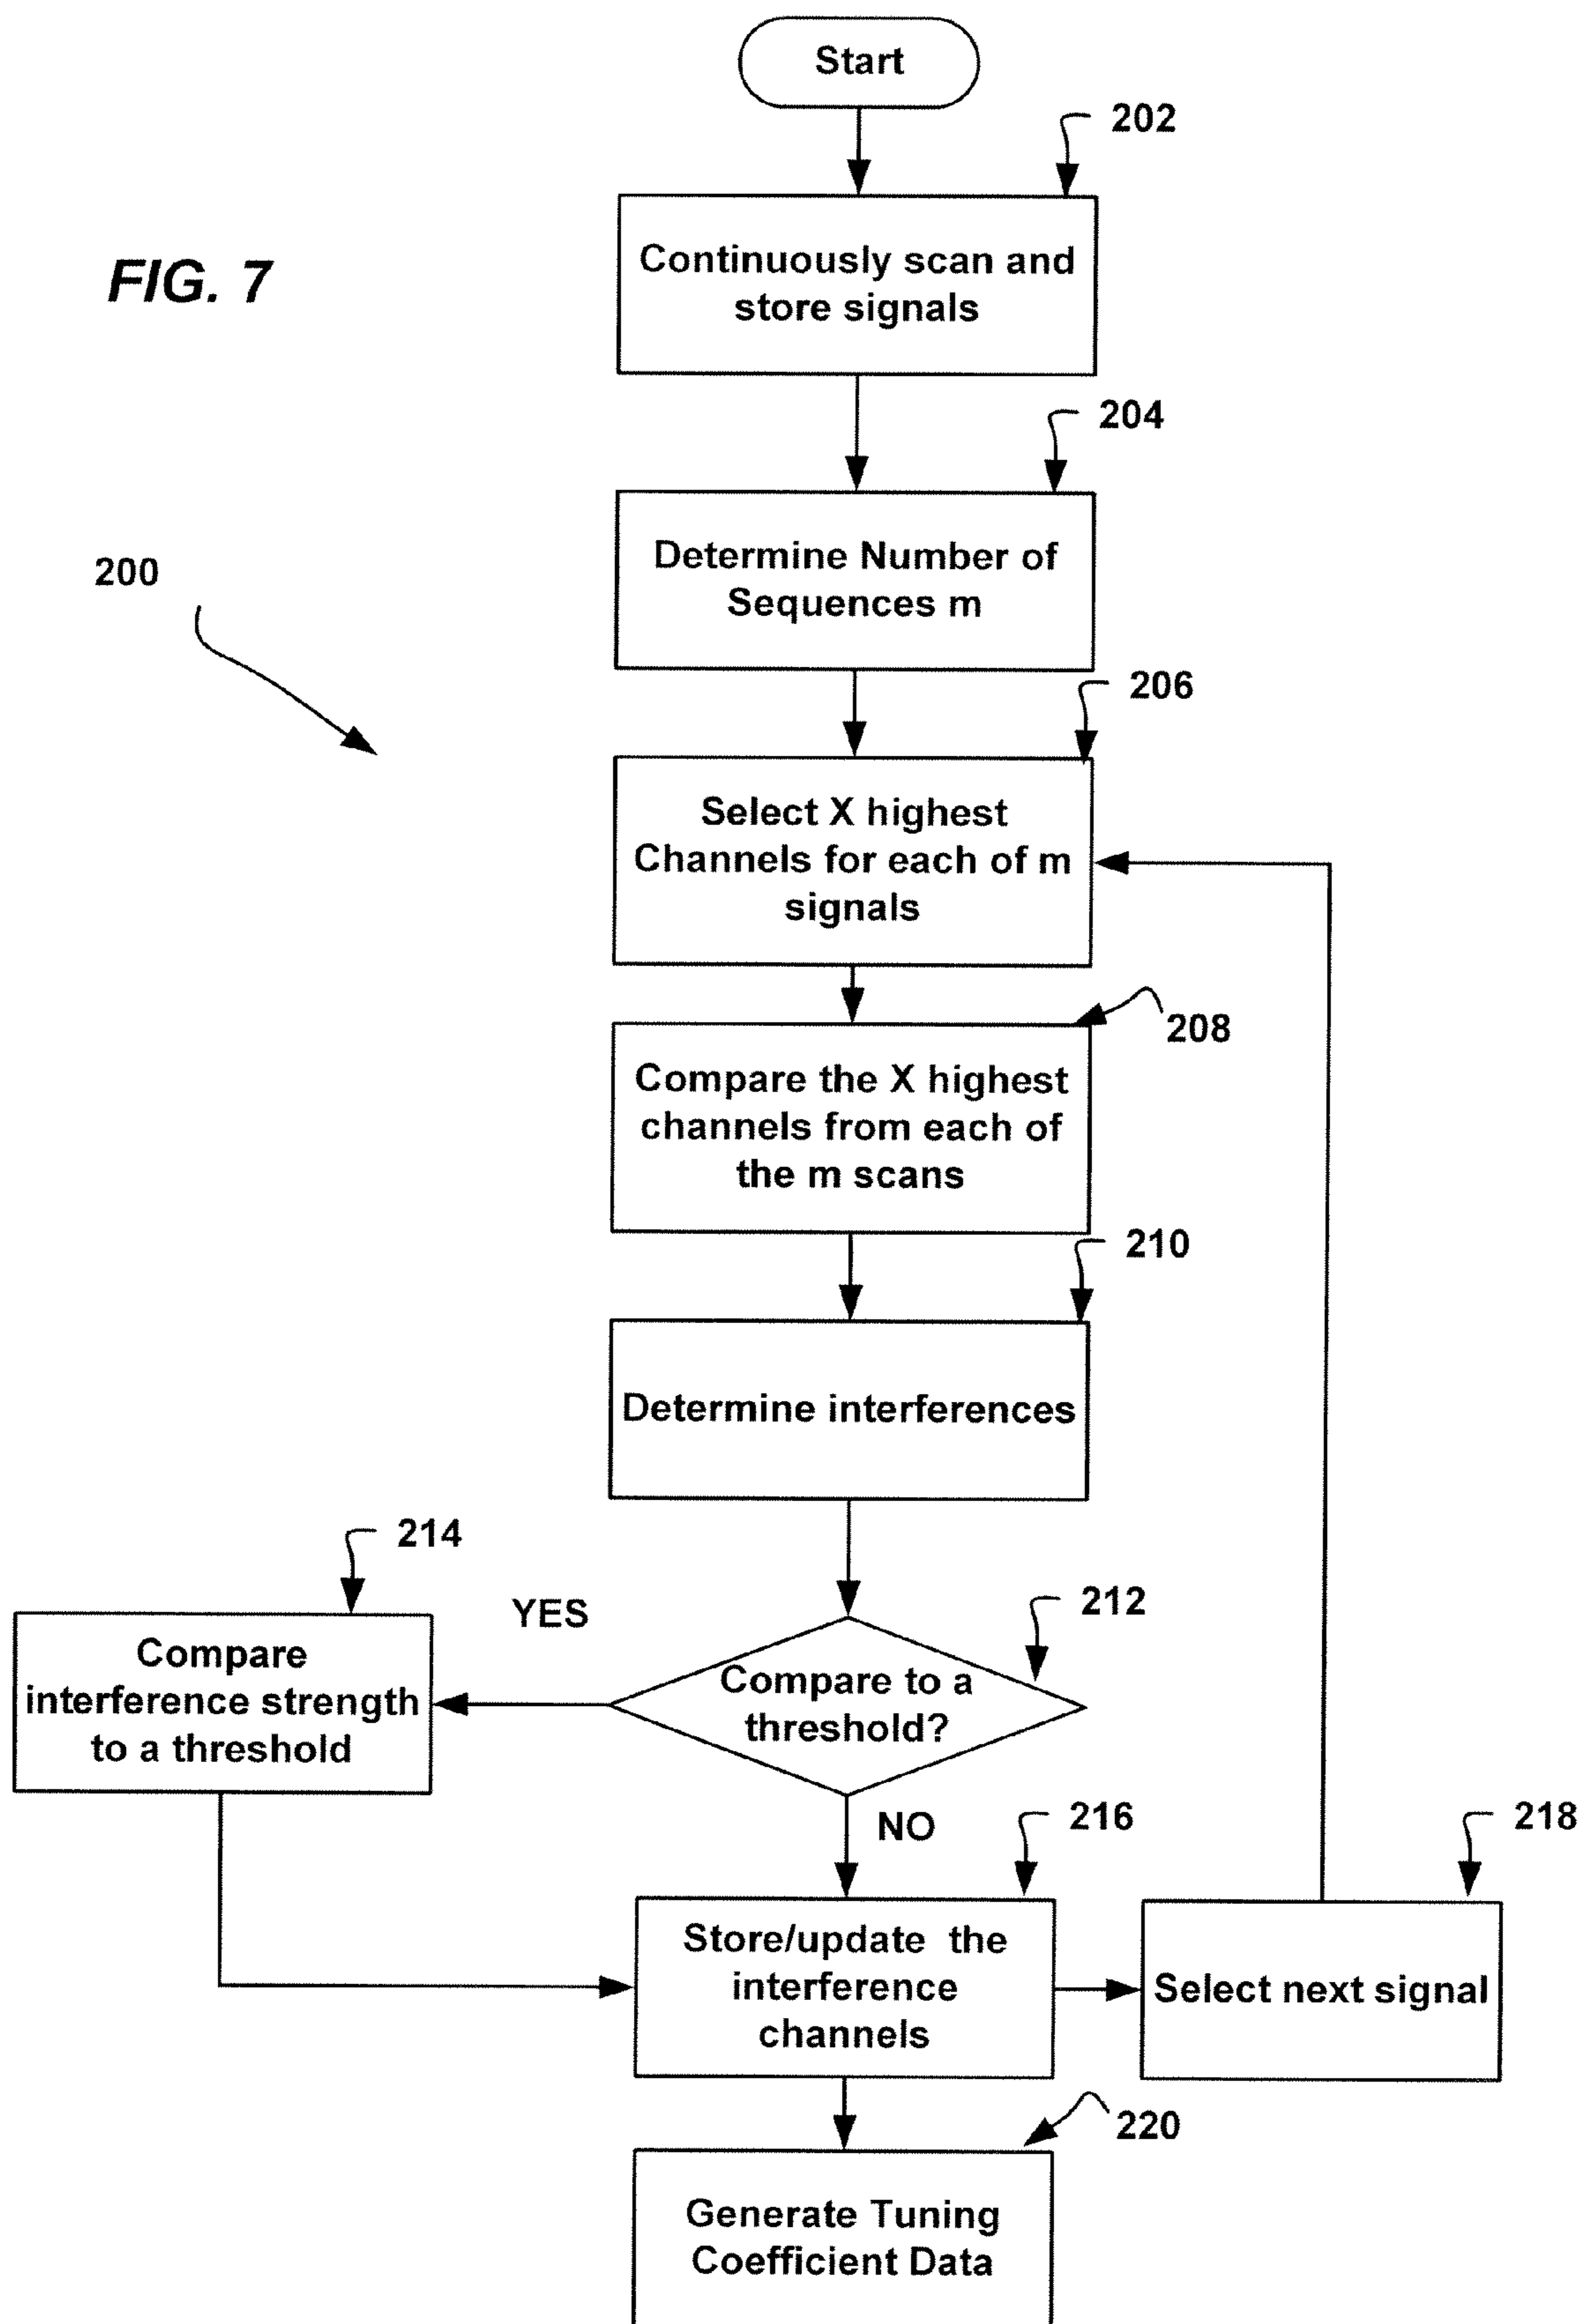 Start
202
Continuously scan and
store signals
FIG. 7
204
Determine Number of
Sequences m
200
206
Select X highest
Channels for each of m
signals
208
Compare the X highest
channels from each of
the m scans
210
Determine interferences
214
YES
212
Compare
interference strength
to a threshold
Compare to a
threshold?
NO
216
218
Store/update the
interference
channels
Select next signal
220
Generate Tuning
Coefficient Data